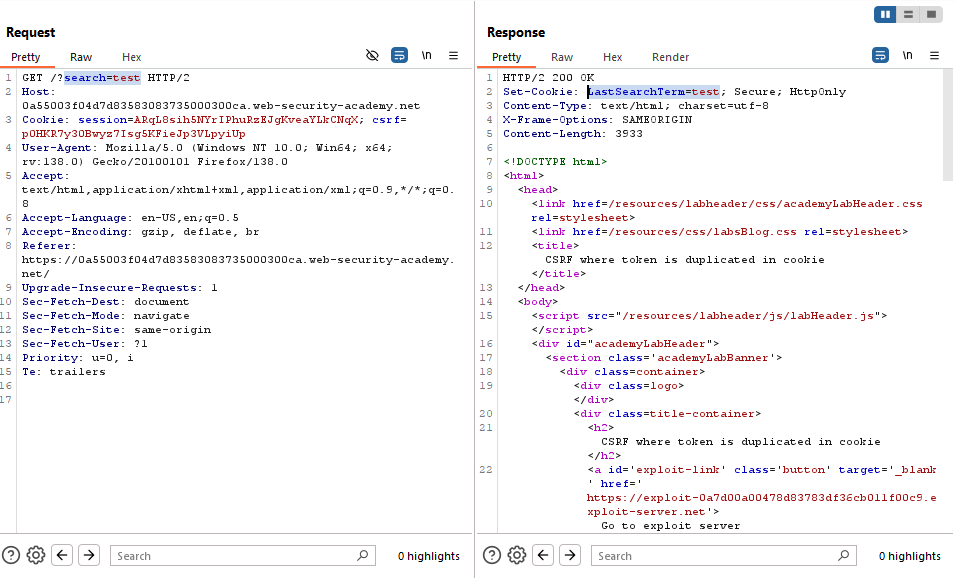 Request
Pretty Raw Hex
\n
1 GET /?search=test HTTP/2
2 Host:
0a55003f04d7d83583083735000300ca.web-security-academy.net
3 Cookie: session=ARqL8sih5NYrIPhuRzEJgKveaYLkCNqX; csrf=
pOHKR7y30Bwyz7Isg5KFieJp3VLpyiUp
4 User-Agent: Mozilla/5.0 (Windows NT 10.0; Win64; x64;
rv:138.0) Gecko/20100101 Firefox/138.0
5 Accept:
text/html,application/xhtml+xml,application/xml;q=0.9,*/*;q=0.
8
6 Accept-Language: en-US,en;q=0.5
7 Accept-Encoding: gzip, deflate, br
8 Referer:
https://0a55003f04d7d83583083735000300ca.web-security-academy.
net/
9 Upgrade-Insecure-Requests: 1
10 Sec-Fetch-Dest: document
11 Sec-Fetch-Mode: navigate
12 Sec-Fetch-Site: same-origin
13 Sec-Fetch-User: ?1
14 Priority: u=0, i
15 Te: trailers
16
17
Search
0 highlights
Response
Pretty Raw Hex Render
\n
1 HTTP/2 200 OK
2 Set-Cookie: LastSearchTerm=test; Secure; HttpOnly
3 Content-Type: text/html; charset=utf-8
4 X-Frame-Options: SAMEORIGIN
5 Content-Length: 3933
6
7 <!DOCTYPE html>
8 <html>
9 <head>
10 <link href=/resources/labheader/css/academyLabHeader.css
rel=stylesheet>
11 <link href=/resources/css/labsBlog.css rel=stylesheet>
12 <title>
CSRF where token is duplicated in cookie
</title>
13 </head>
14 <body>
15 <script src="/resources/labheader/js/labHeader.js">
</script>
16 <div id="academyLabHeader">
17 <section class='academyLabBanner'>
18 <div class=container>
19 <div class=logo>
</div>
20 <div class=title-container>
21 <h2>
CSRF where token is duplicated in cookie
</h2>
22 <a id='exploit-link' class='button' target='_blank
' href='
https://exploit-0a7d00a00478d83783df36cb011f00c9.e
xploit-server.net'>
Go to exploit server
Search
0 highlights